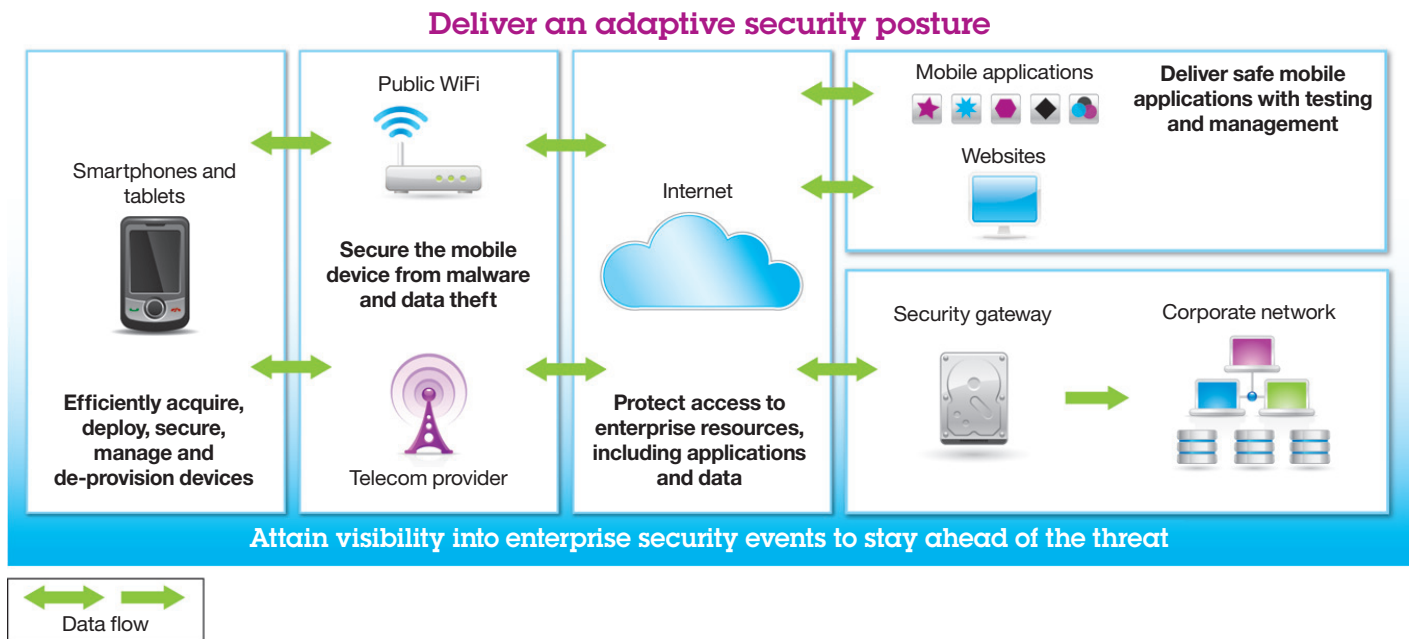 Deliver an adaptive security posture
Smartphones and
tablets
Efficiently acquire,
deploy, secure,
manage and
de-provision devices
Public WiFi
Secure the mobile
device from malware
and data theft
Telecom provider
Internet
Protect access to
enterprise resources,
including applications
and data
Mobile applications
Websites
Deliver safe mobile
applications with testing
and management
Security gateway
Corporate network
Attain visibility into enterprise security events to stay ahead of the threat
Data flow